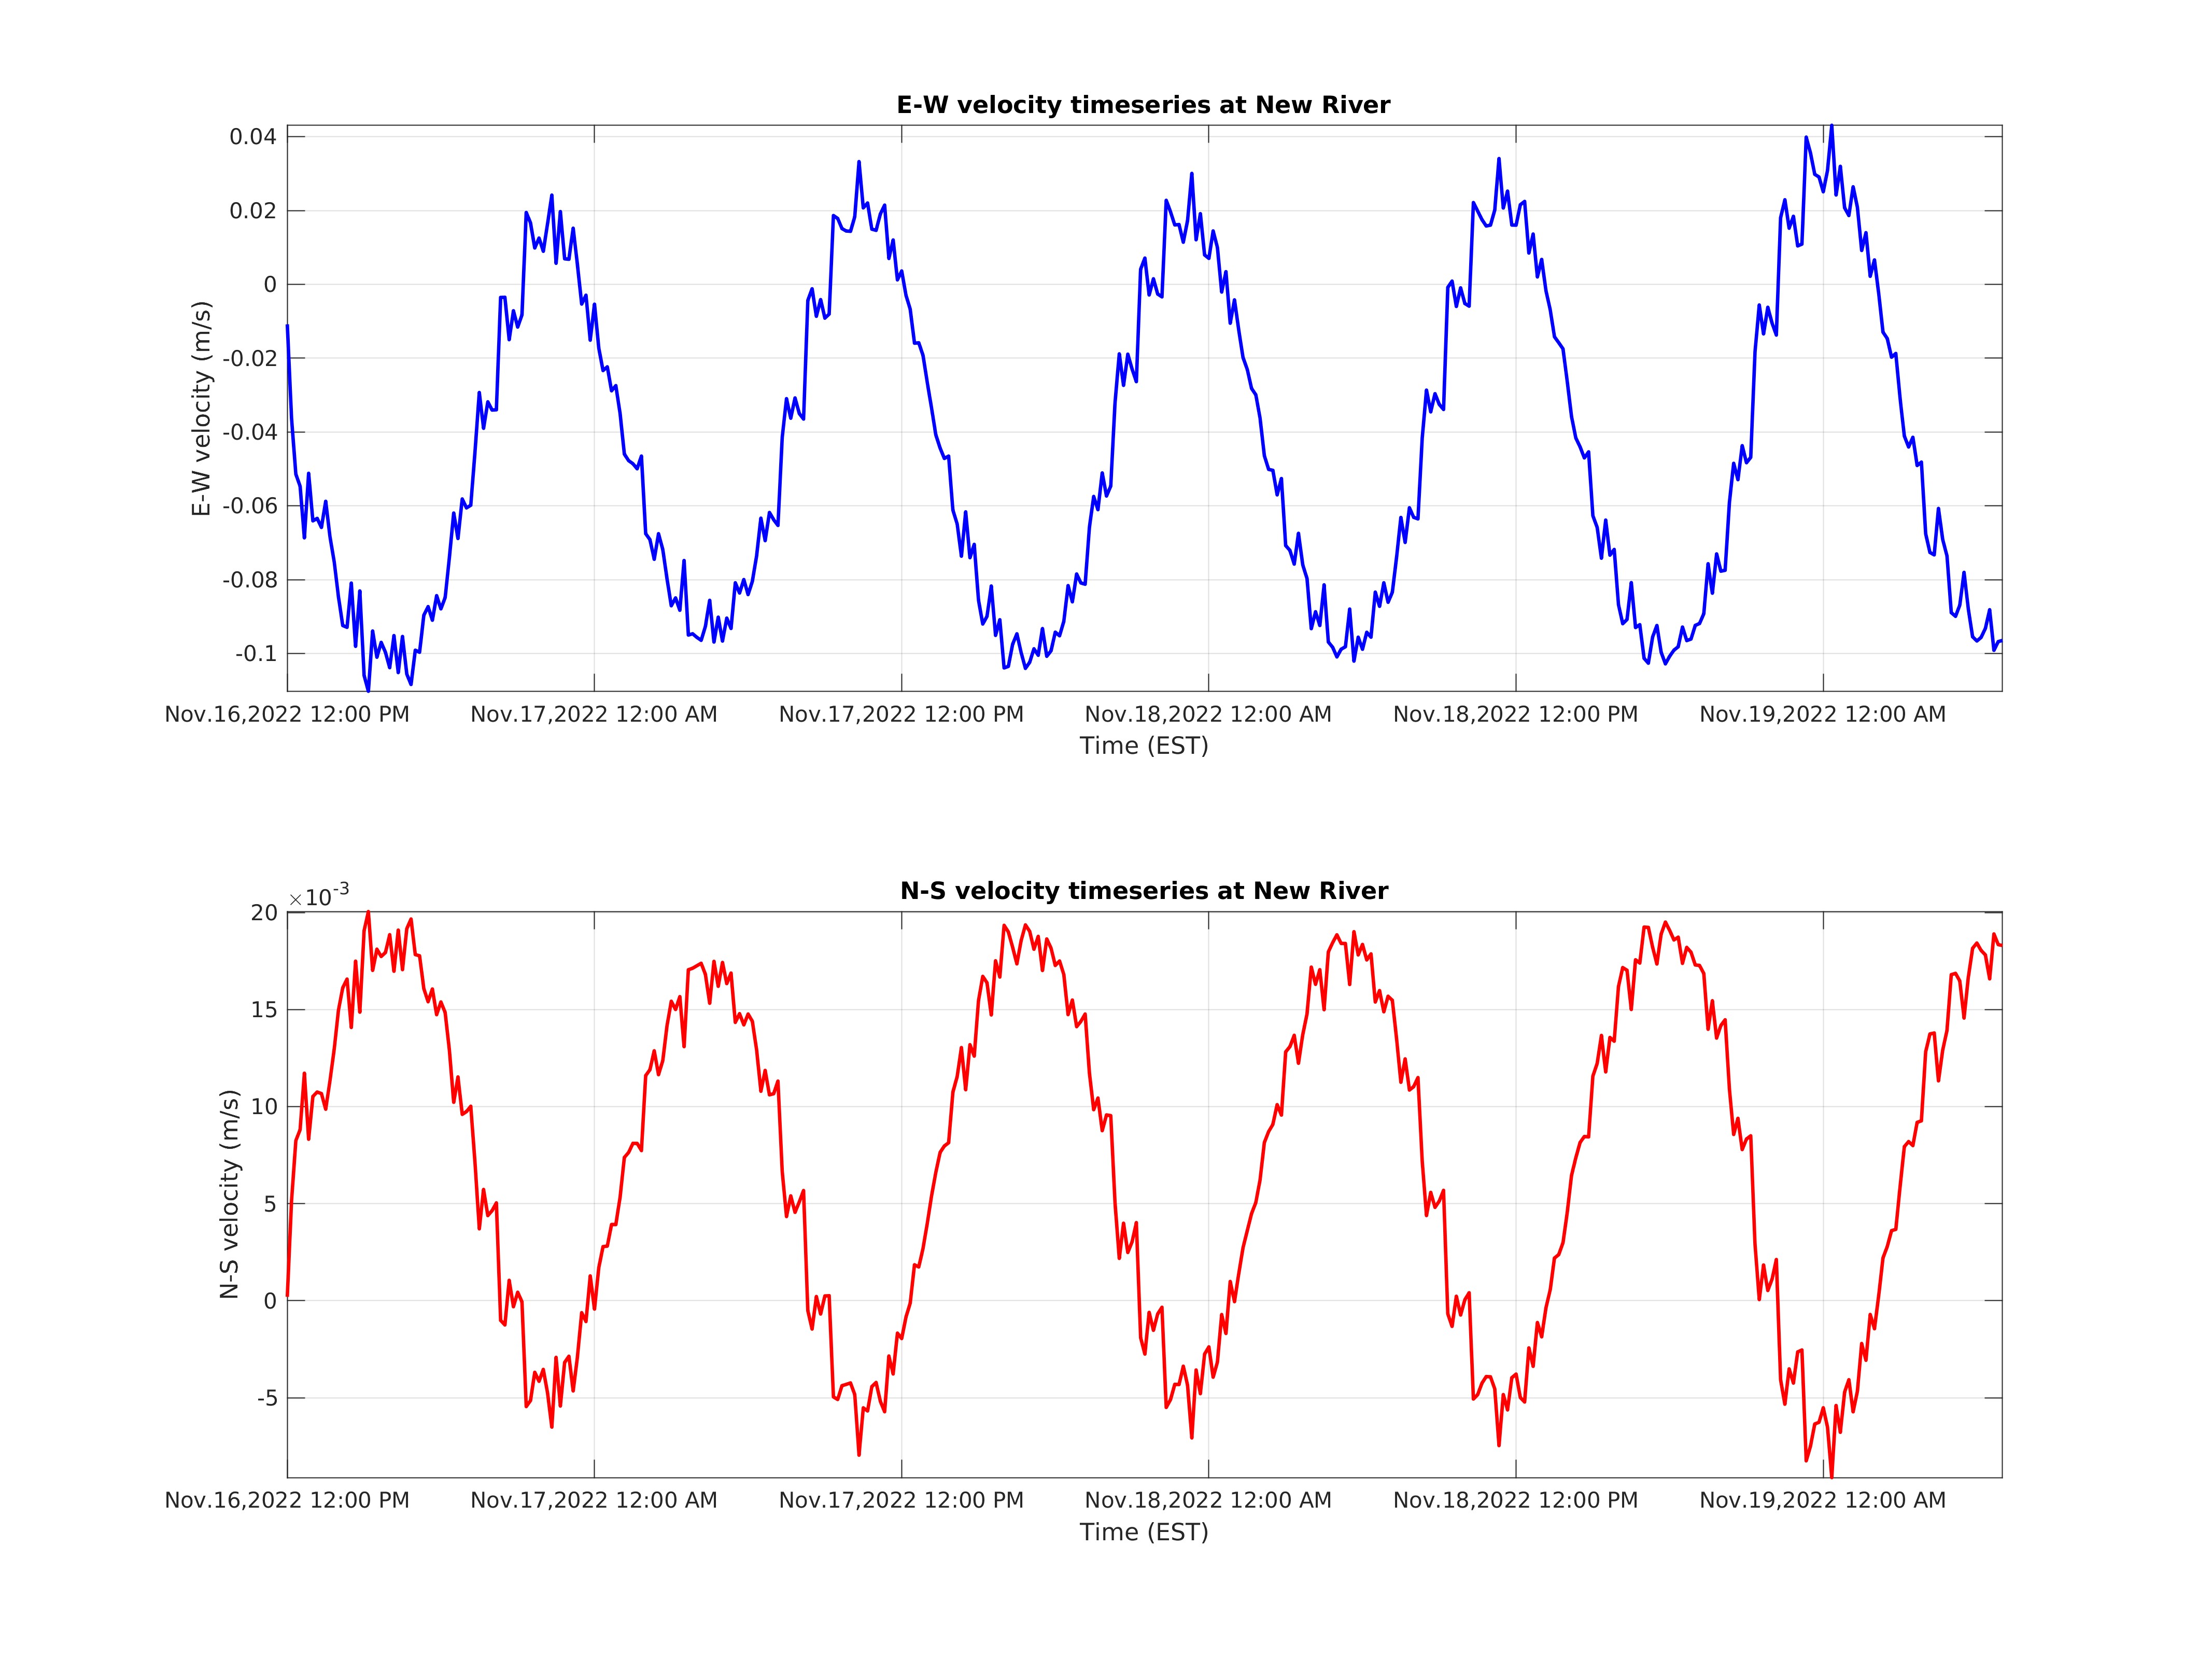 E-W velocity timeseries at New River
E-W velocity (m/s)
0.04
0.02
0
-0.02
-0.04
-0.06
-0.08
-0.1
Nov.16,2022 12:00 PM Nov.17,2022 12:00 AM Nov.17,2022 12:00 PM Nov.18,2022 12:00 AM Nov.18,2022 12:00 PM Nov.19,2022 12:00 AM
Time (EST)
N-S velocity timeseries at New River
×10-3
N-S velocity (m/s)
20
15
10
5
0
-5
Nov.16,2022 12:00 PM Nov.17,2022 12:00 AM Nov.17,2022 12:00 PM Nov.18,2022 12:00 AM Nov.18,2022 12:00 PM Nov.19,2022 12:00 AM
Time (EST)